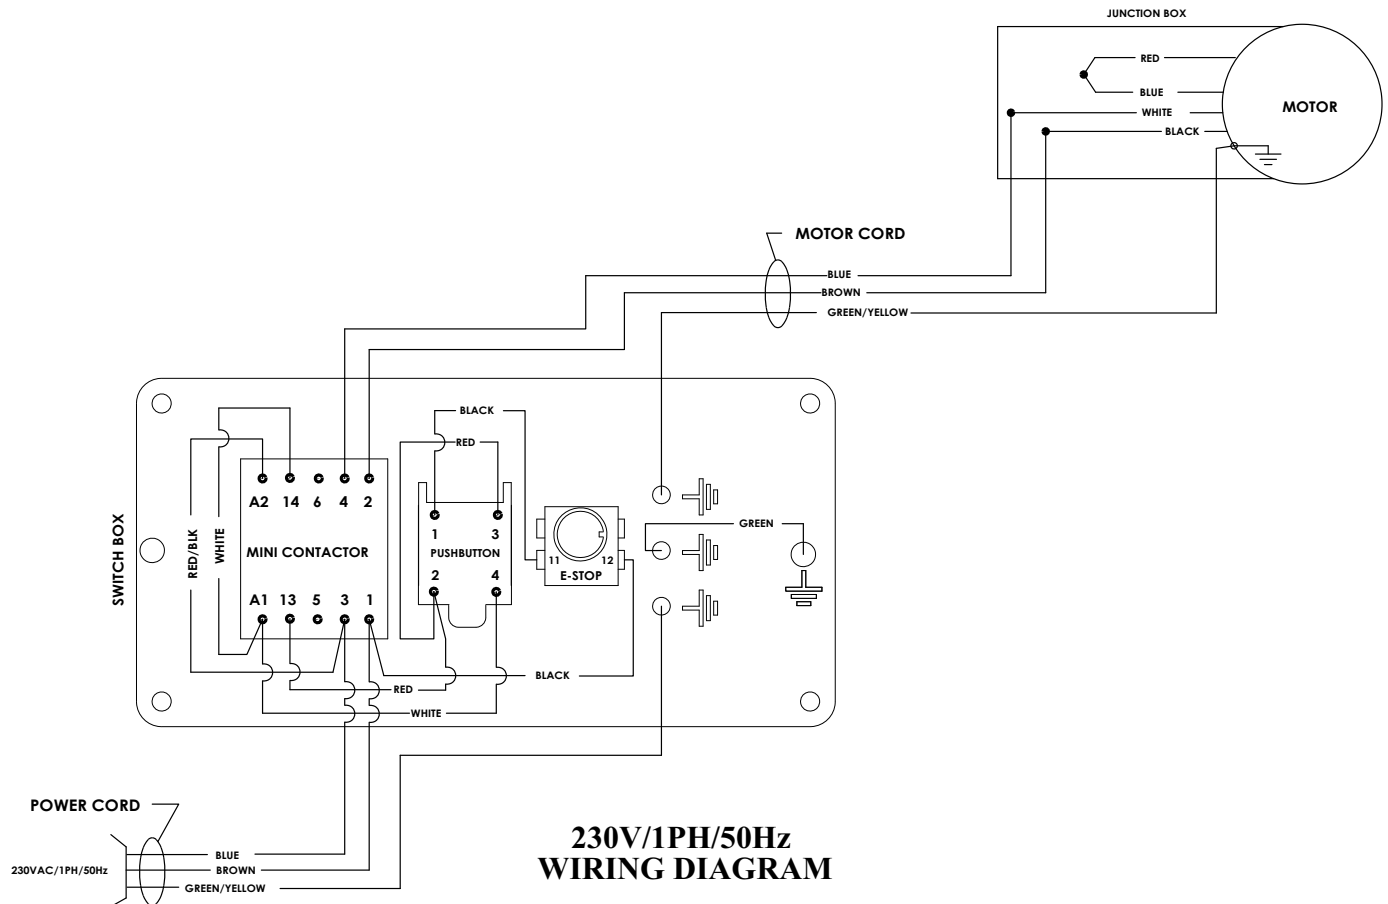 JUNCTION BOX
RED
BLUE
WHITE
BLACK
MOTOR
MOTOR CORD
BLUE
BROWN
GREEN/YELLOW
BLACK
RED
A2 14 6 4 2
1 3
GREEN
SWITCH BOX
RED/BLK
WHITE
MINI CONTACTOR
PUSHBUTTON
11 12
E-STOP
2 4
A1 13 5 3 1
BLACK
RED
WHITE
POWER CORD
230VAC/1PH/50Hz
BLUE
BROWN
GREEN/YELLOW
230V/1PH/50Hz
WIRING DIAGRAM